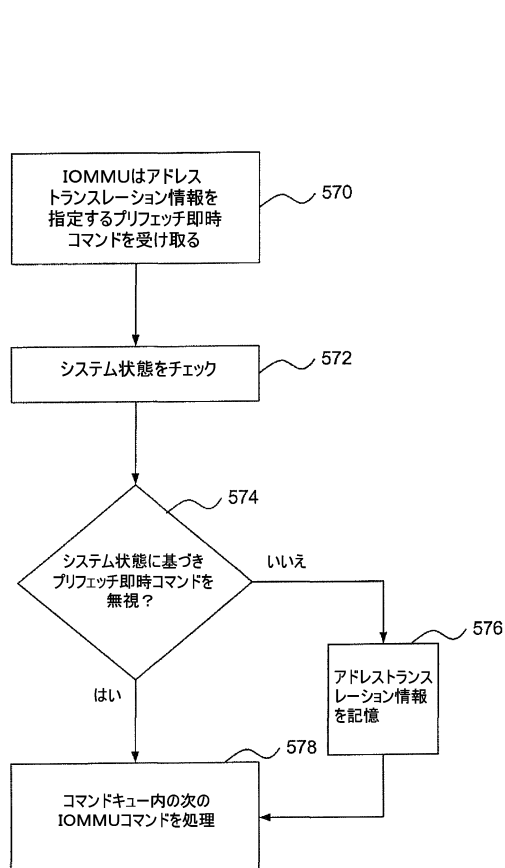 IOMMUはアドレス
トランスレーション情報を
指定するプリフェッチ即時
コマンドを受け取る
570
システム状態をチェック
572
574
システム状態に基づき
プリフェッチ即時コマンドを
無視?
いいえ
はい
576
アドレストランス
レーション情報
を記憶
578
コマンドキュー内の次の
IOMMUコマンドを処理